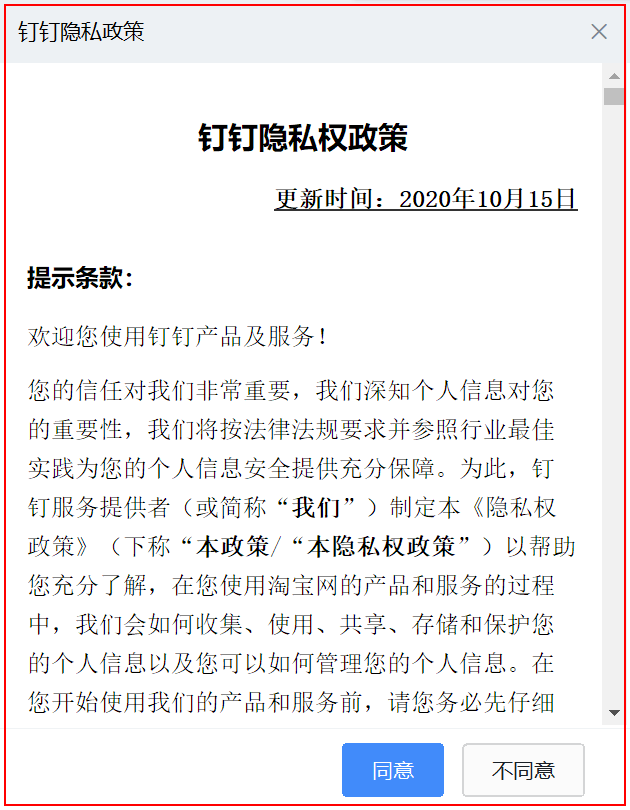 钉钉隐私政策
钉钉隐私权政策
更新时间：2020年10月15日
提示条款：
欢迎您使用钉钉产品及服务！
您的信任对我们非常重要，我们深知个人信息对您
的重要性，我们将按法律法规要求并参照行业最佳
实践为您的个人信息安全提供充分保障。为此，钉
钉服务提供者（或简称“我们”）制定本《隐私权
政策》（下称“本政策/“本隐私权政策”）以帮助
您充分了解，在您使用淘宝网的产品和服务的过程
中，我们会如何收集、使用、共享、存储和保护您
的个人信息以及您可以如何管理您的个人信息。在
您开始使用我们的产品和服务前，请您务必先仔细
同意 不同意